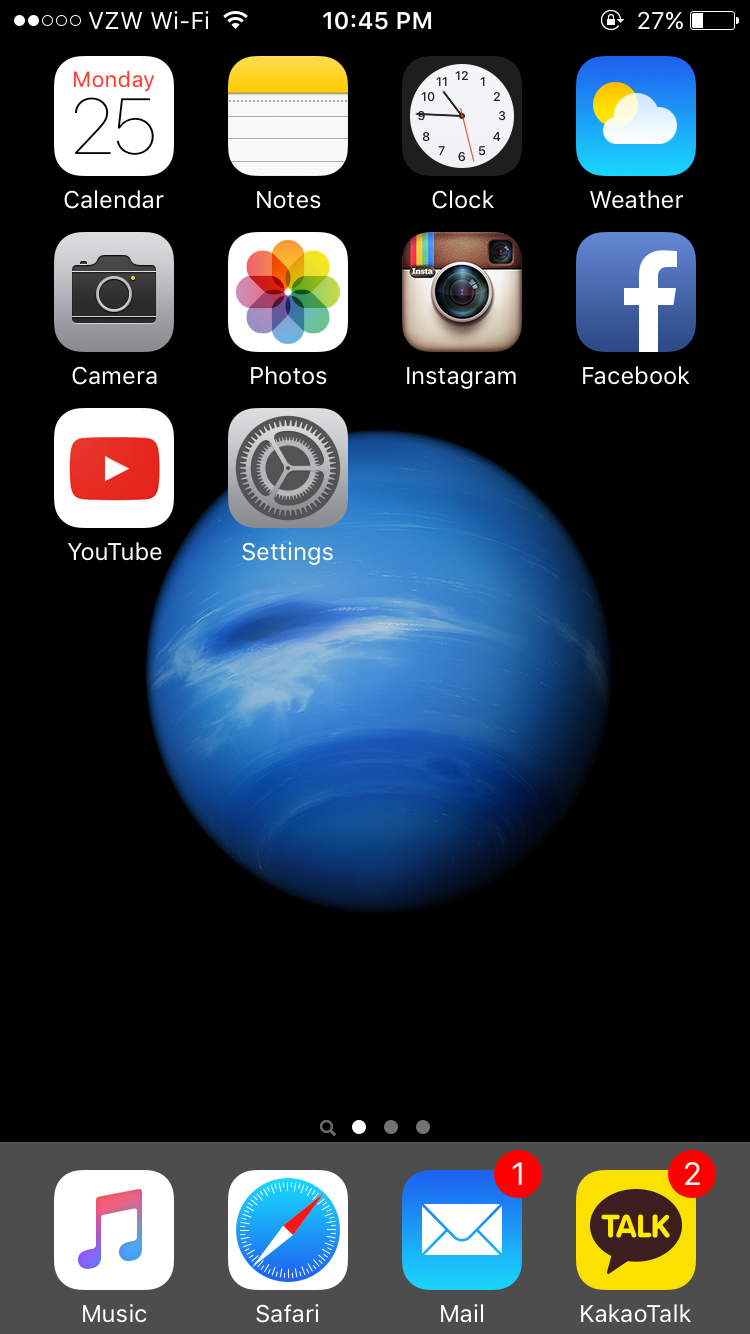 VZW Wi-Fi 10:45 PM 27%
Monday
25
12
11 1
10 2
9 3
8 4
7 5
6
Calendar Notes Clock Weather
Insta
Camera Photos Instagram Facebook
YouTube Settings
1 2
TALK
Music Safari Mail KakaoTalk